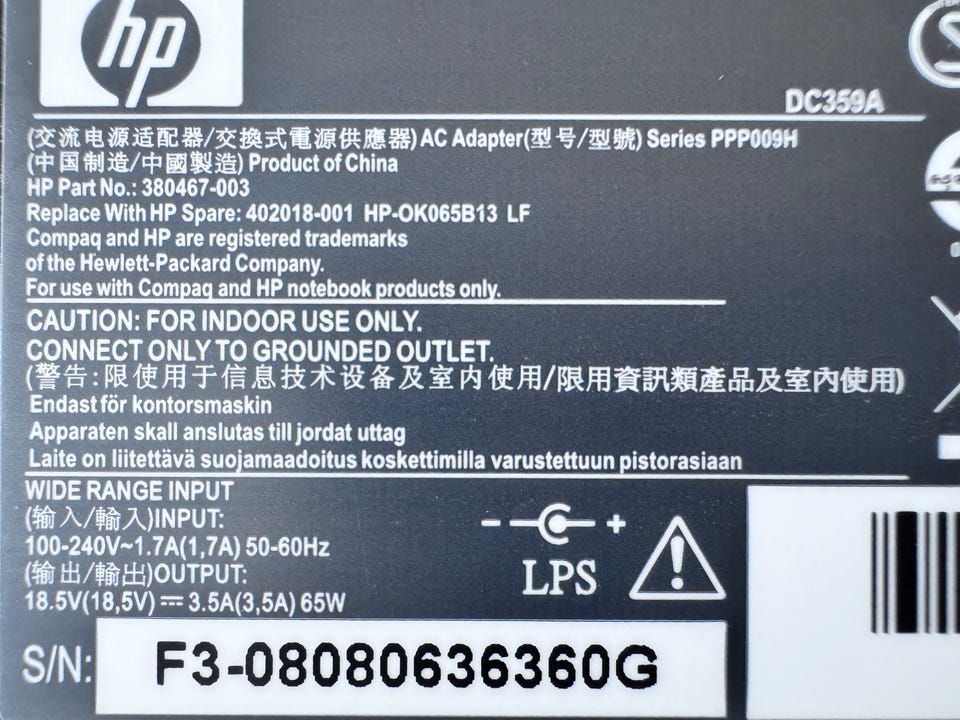 hp
DC359A
(交流电源适配器/交換式電源供應器) AC Adapter(型号/型號) Series PPP009H
(中国制造/中國製造) Product of China
HP Part No.: 380467-003
Replace With HP Spare: 402018-001 HP-OK065B13 LF
Compaq and HP are registered trademarks
of the Hewlett-Packard Company.
For use with Compaq and HP notebook products only.
CAUTION: FOR INDOOR USE ONLY.
CONNECT ONLY TO GROUNDED OUTLET.
(警告:限使用于信息技术设备及室内使用/限用資訊類產品及室內使用)
Endast för kontorsmaskin
Apparaten skall anslutas till jordat uttag
Laite on liitettävä suojamaadoitus koskettimilla varustettuun pistorasiaan
WIDE RANGE INPUT
(输入/輸入)INPUT:
100-240V~1.7A(1,7A) 50-60Hz
(输出/輸出)OUTPUT:
18.5V(18,5V) ⎓ 3.5A(3,5A) 65W
- +
LPS
S/N: F3-08080636360G